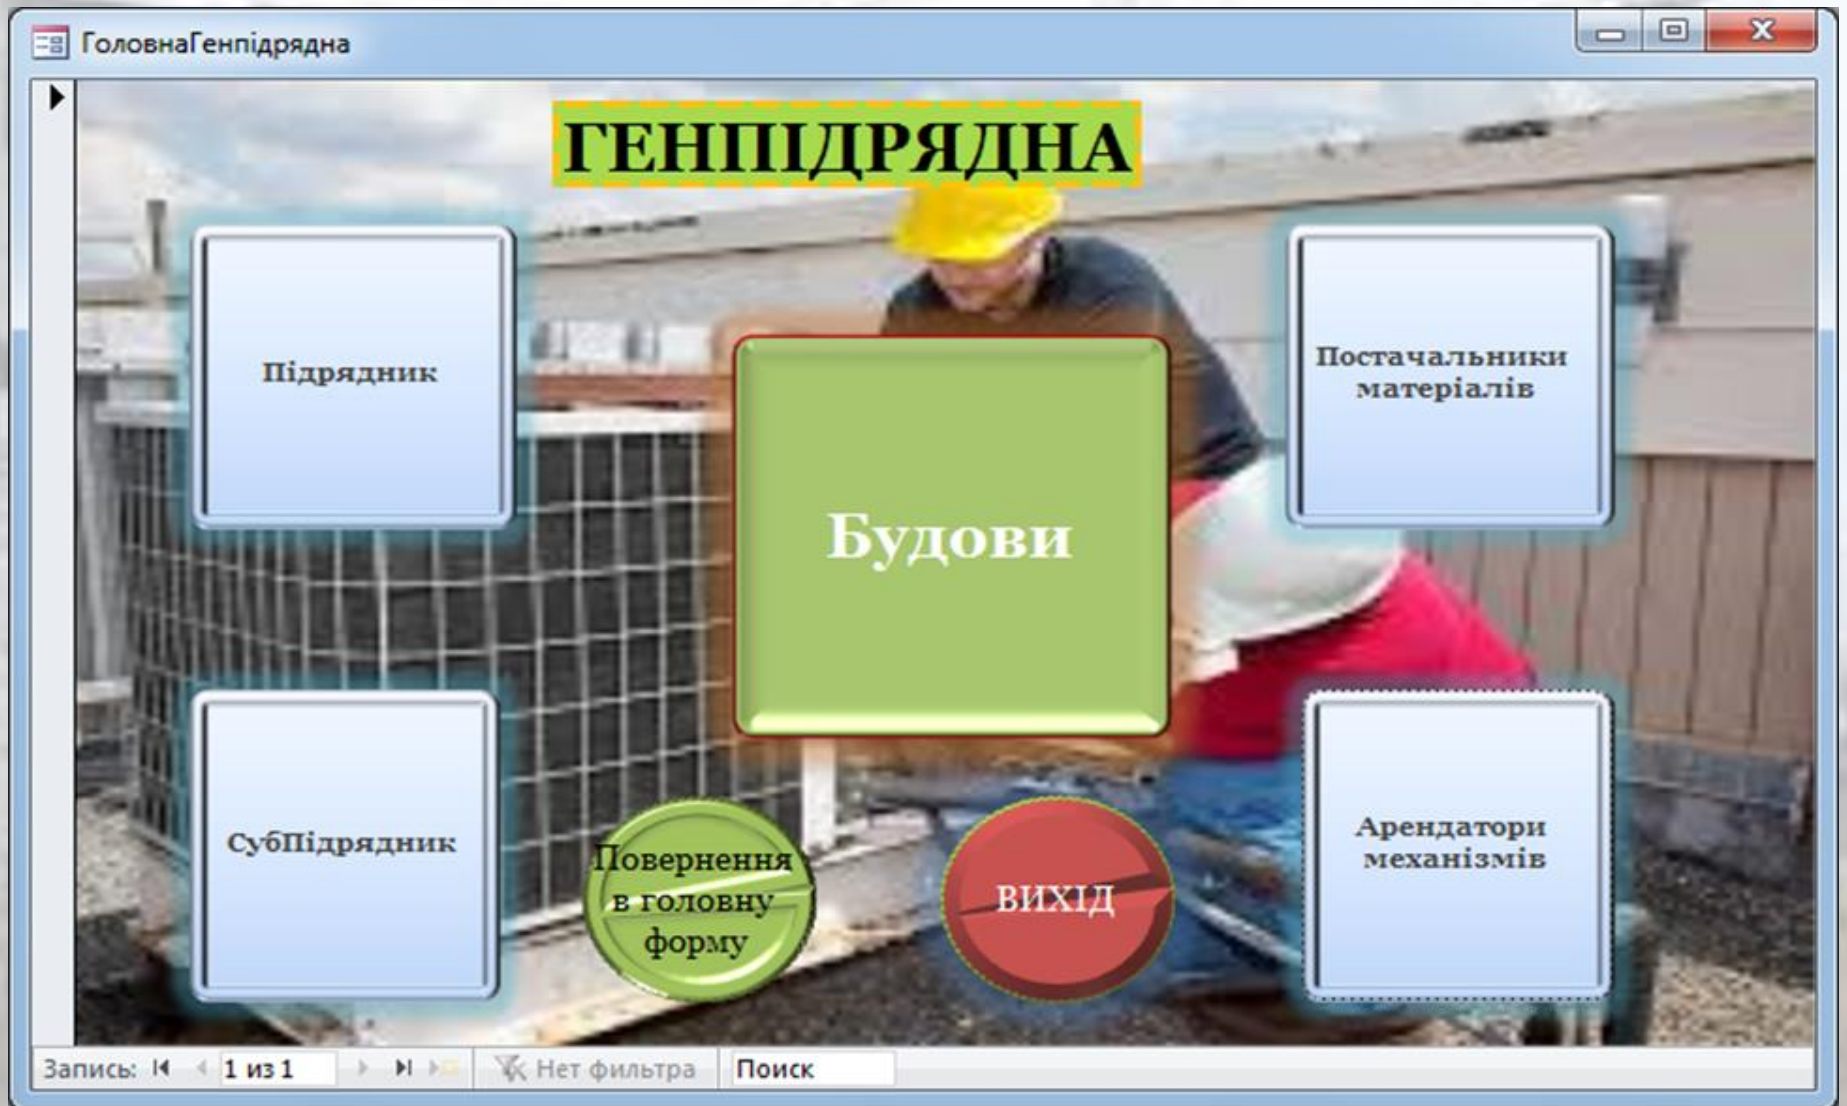 ГоловнаГенпідрядна
ГЕНПІДРЯДНА
Підрядник
Постачальники
матеріалів
Будови
СубПідрядник
Повернення
в головну
форму
ВИХІД
Арендатори
механізмів
Запись: 1 из 1 Нет фильтра Поиск